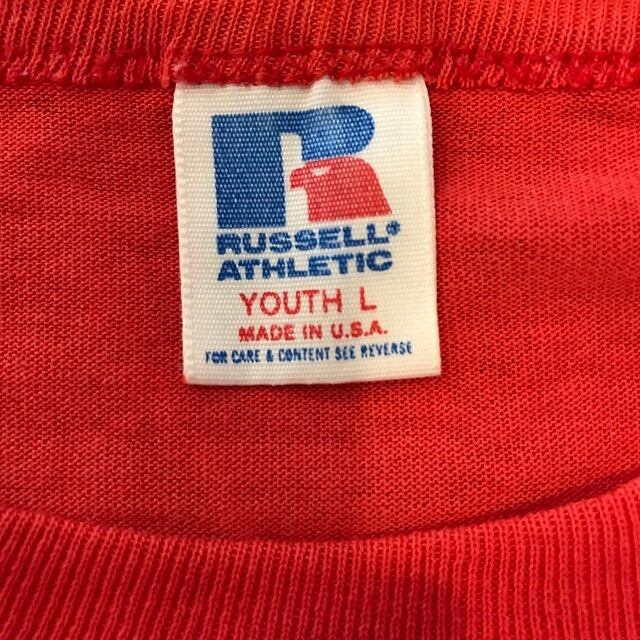 R
RUSSELL®
ATHLETIC
YOUTH L
MADE IN U.S.A.
FOR CARE & CONTENT SEE REVERSE